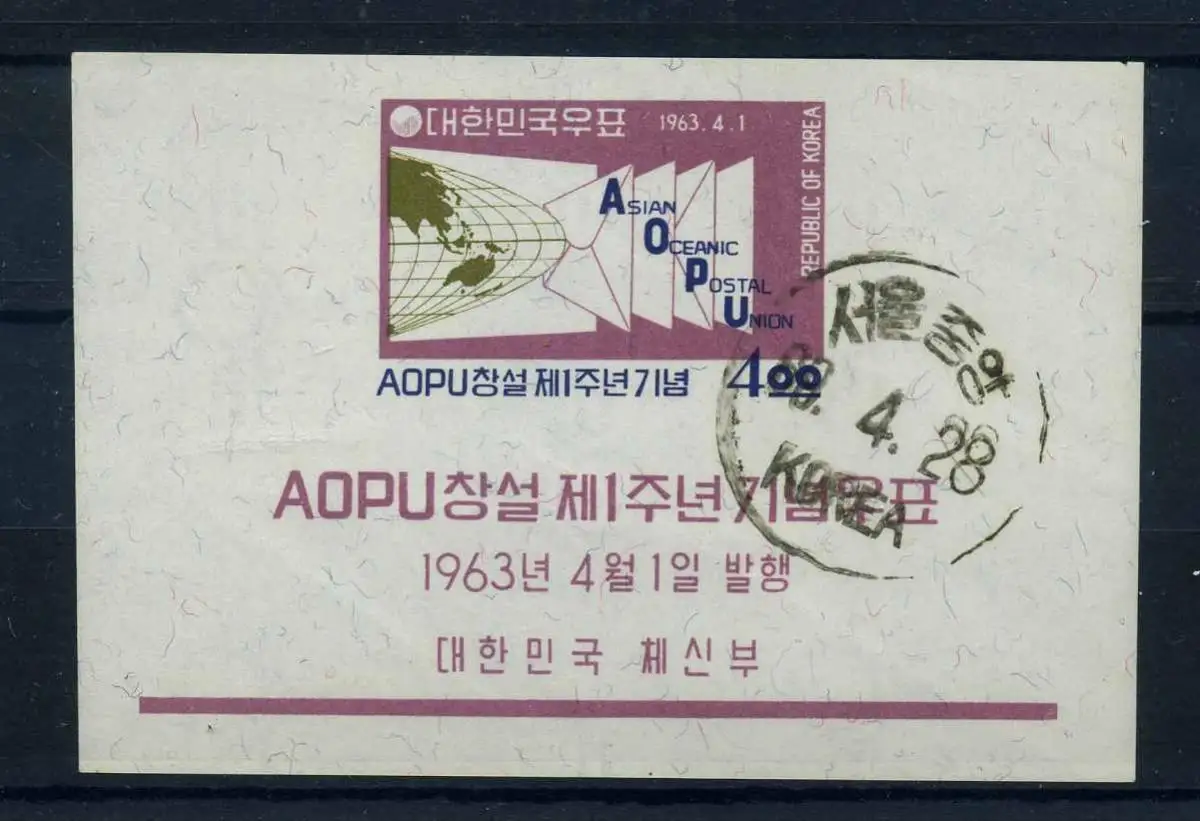 대한민국우표 1963. 4. 1
REPUBLIC OF KOREA
ASIAN
OCEANIC
POSTAL
UNION
AOPU창설 제1주년기념 4.00
서울중앙
4. 28
KOREA
AOPU창설 제1주년기념우표
1963년 4월 1일 발행
대한민국 체신부